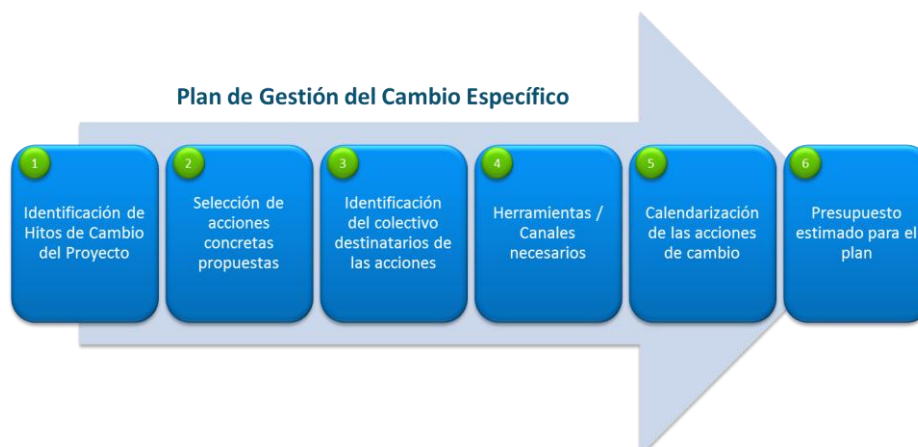 Plan de Gestión del Cambio Específico
1
Identificación de
Hitos de Cambio
del Proyecto
2
Selección de
acciones
concretas
propuestas
3
Identificación
del colectivo
destinatarios de
las acciones
4
Herramientas /
Canales
necesarios
5
Calendarización
de las acciones
de cambio
6
Presupuesto
estimado para el
plan